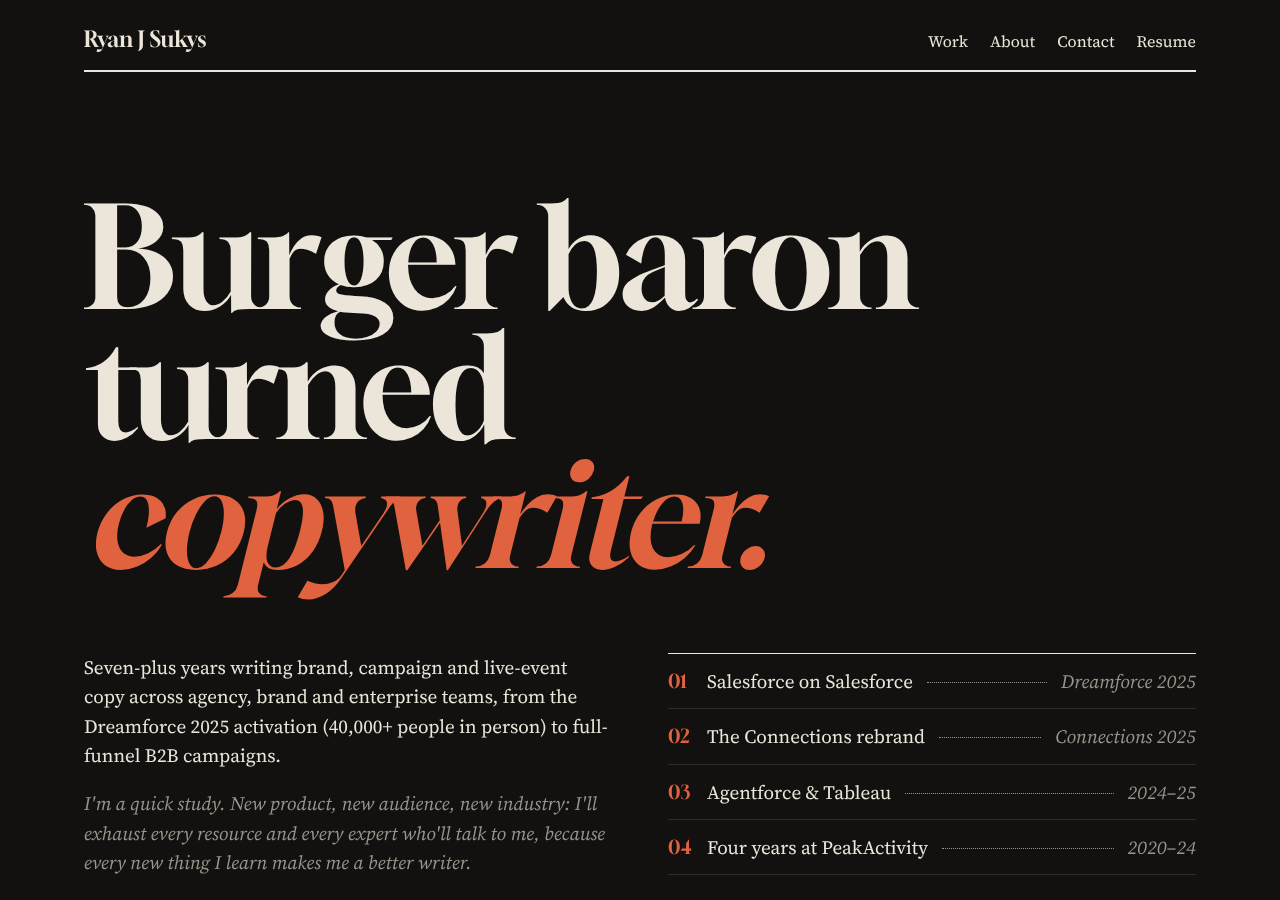 Ryan J Sukys
Work About Contact Resume
Burger baron
turned
copywriter.
Seven-plus years writing brand, campaign and live-event
copy across agency, brand and enterprise teams, from the
Dreamforce 2025 activation (40,000+ people in person) to full-
funnel B2B campaigns.
I'm a quick study. New product, new audience, new industry: I'll
exhaust every resource and every expert who'll talk to me, because
every new thing I learn makes me a better writer.
01 Salesforce on Salesforce Dreamforce 2025
02 The Connections rebrand Connections 2025
03 Agentforce & Tableau 2024–25
04 Four years at PeakActivity 2020–24